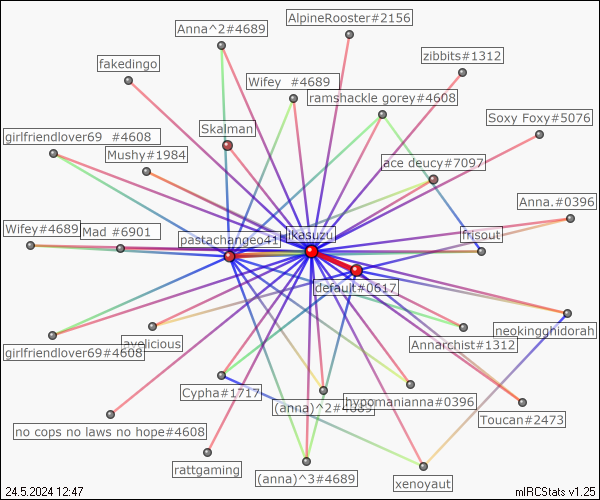 AlpineRooster#2156
Anna^2#4689
zibbits#1312
fakedingo
Wifey  #4689
ramshackle gorey#4608
Soxy Foxy#5076
Skalman
girlfriendlover69  #4608
Mushy#1984
ace deucy#7097
Anna.#0396
Wifey#4689
Mad  #6901
pastachangeo41
ikasuzu
frisout
default#0617
neokingghidorah
ayelicious
Annarchist#1312
girlfriendlover69#4608
Cypha#1717
(anna)^2#4689
hypomanianna#0396
Toucan#2473
no cops no laws no hope#4608
rattgaming
(anna)^3#4689
xenoyaut
24.5.2024 12:47
mIRCStats v1.25